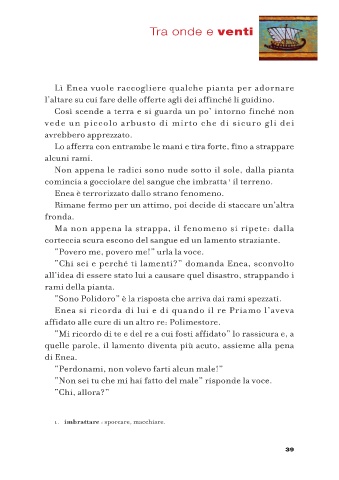 Tra onde e venti
Lì Enea vuole raccogliere qualche pianta per adornare
l'altare su cui fare delle offerte agli dei affinché li guidino.
Così scende a terra e si guarda un po' intorno finché non
vede un piccolo arbusto di mirto che di sicuro gli dei
avrebbero apprezzato.
Lo afferra con entrambe le mani e tira forte, fino a strappare
alcuni rami.
Non appena le radici sono nude sotto il sole, dalla pianta
comincia a gocciolare del sangue che imbratta¹ il terreno.
Enea è terrorizzato dallo strano fenomeno.
Rimane fermo per un attimo, poi decide di staccare un'altra
fronda.
Ma non appena la strappa, il fenomeno si ripete: dalla
corteccia scura escono del sangue ed un lamento straziante.
"Povero me, povero me!" urla la voce.
"Chi sei e perché ti lamenti?" domanda Enea, sconvolto
all'idea di essere stato lui a causare quel disastro, strappando i
rami della pianta.
"Sono Polidoro" è la risposta che arriva dai rami spezzati.
Enea si ricorda di lui e di quando il re Priamo l'aveva
affidato alle cure di un altro re: Polimestore.
"Mi ricordo di te e del re a cui fosti affidato" lo rassicura e, a
quelle parole, il lamento diventa più acuto, assieme alla pena
di Enea.
"Perdonami, non volevo farti alcun male!"
"Non sei tu che mi hai fatto del male" risponde la voce.
"Chi, allora?"
1. imbrattare : sporcare, macchiare.
39